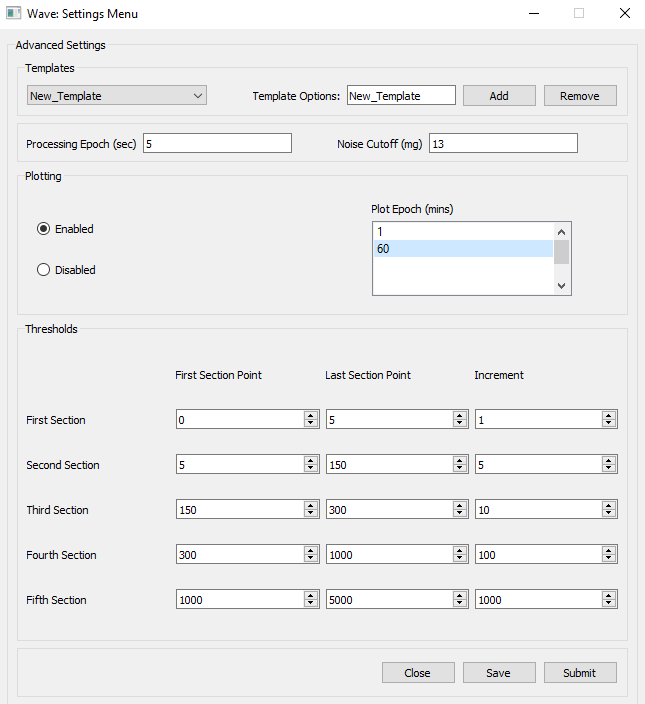 Wave: Settings Menu
Advanced Settings
Templates
New_Template Template Options: New_Template Add Remove
Processing Epoch (sec) 5 Noise Cutoff (mg) 13
Plotting
Plot Epoch (mins)
Enabled 1
60
Disabled
Thresholds
First Section Point Last Section Point Increment
First Section 0 5 1
Second Section 5 150 5
Third Section 150 300 10
Fourth Section 300 1000 100
Fifth Section 1000 5000 1000
Close Save Submit